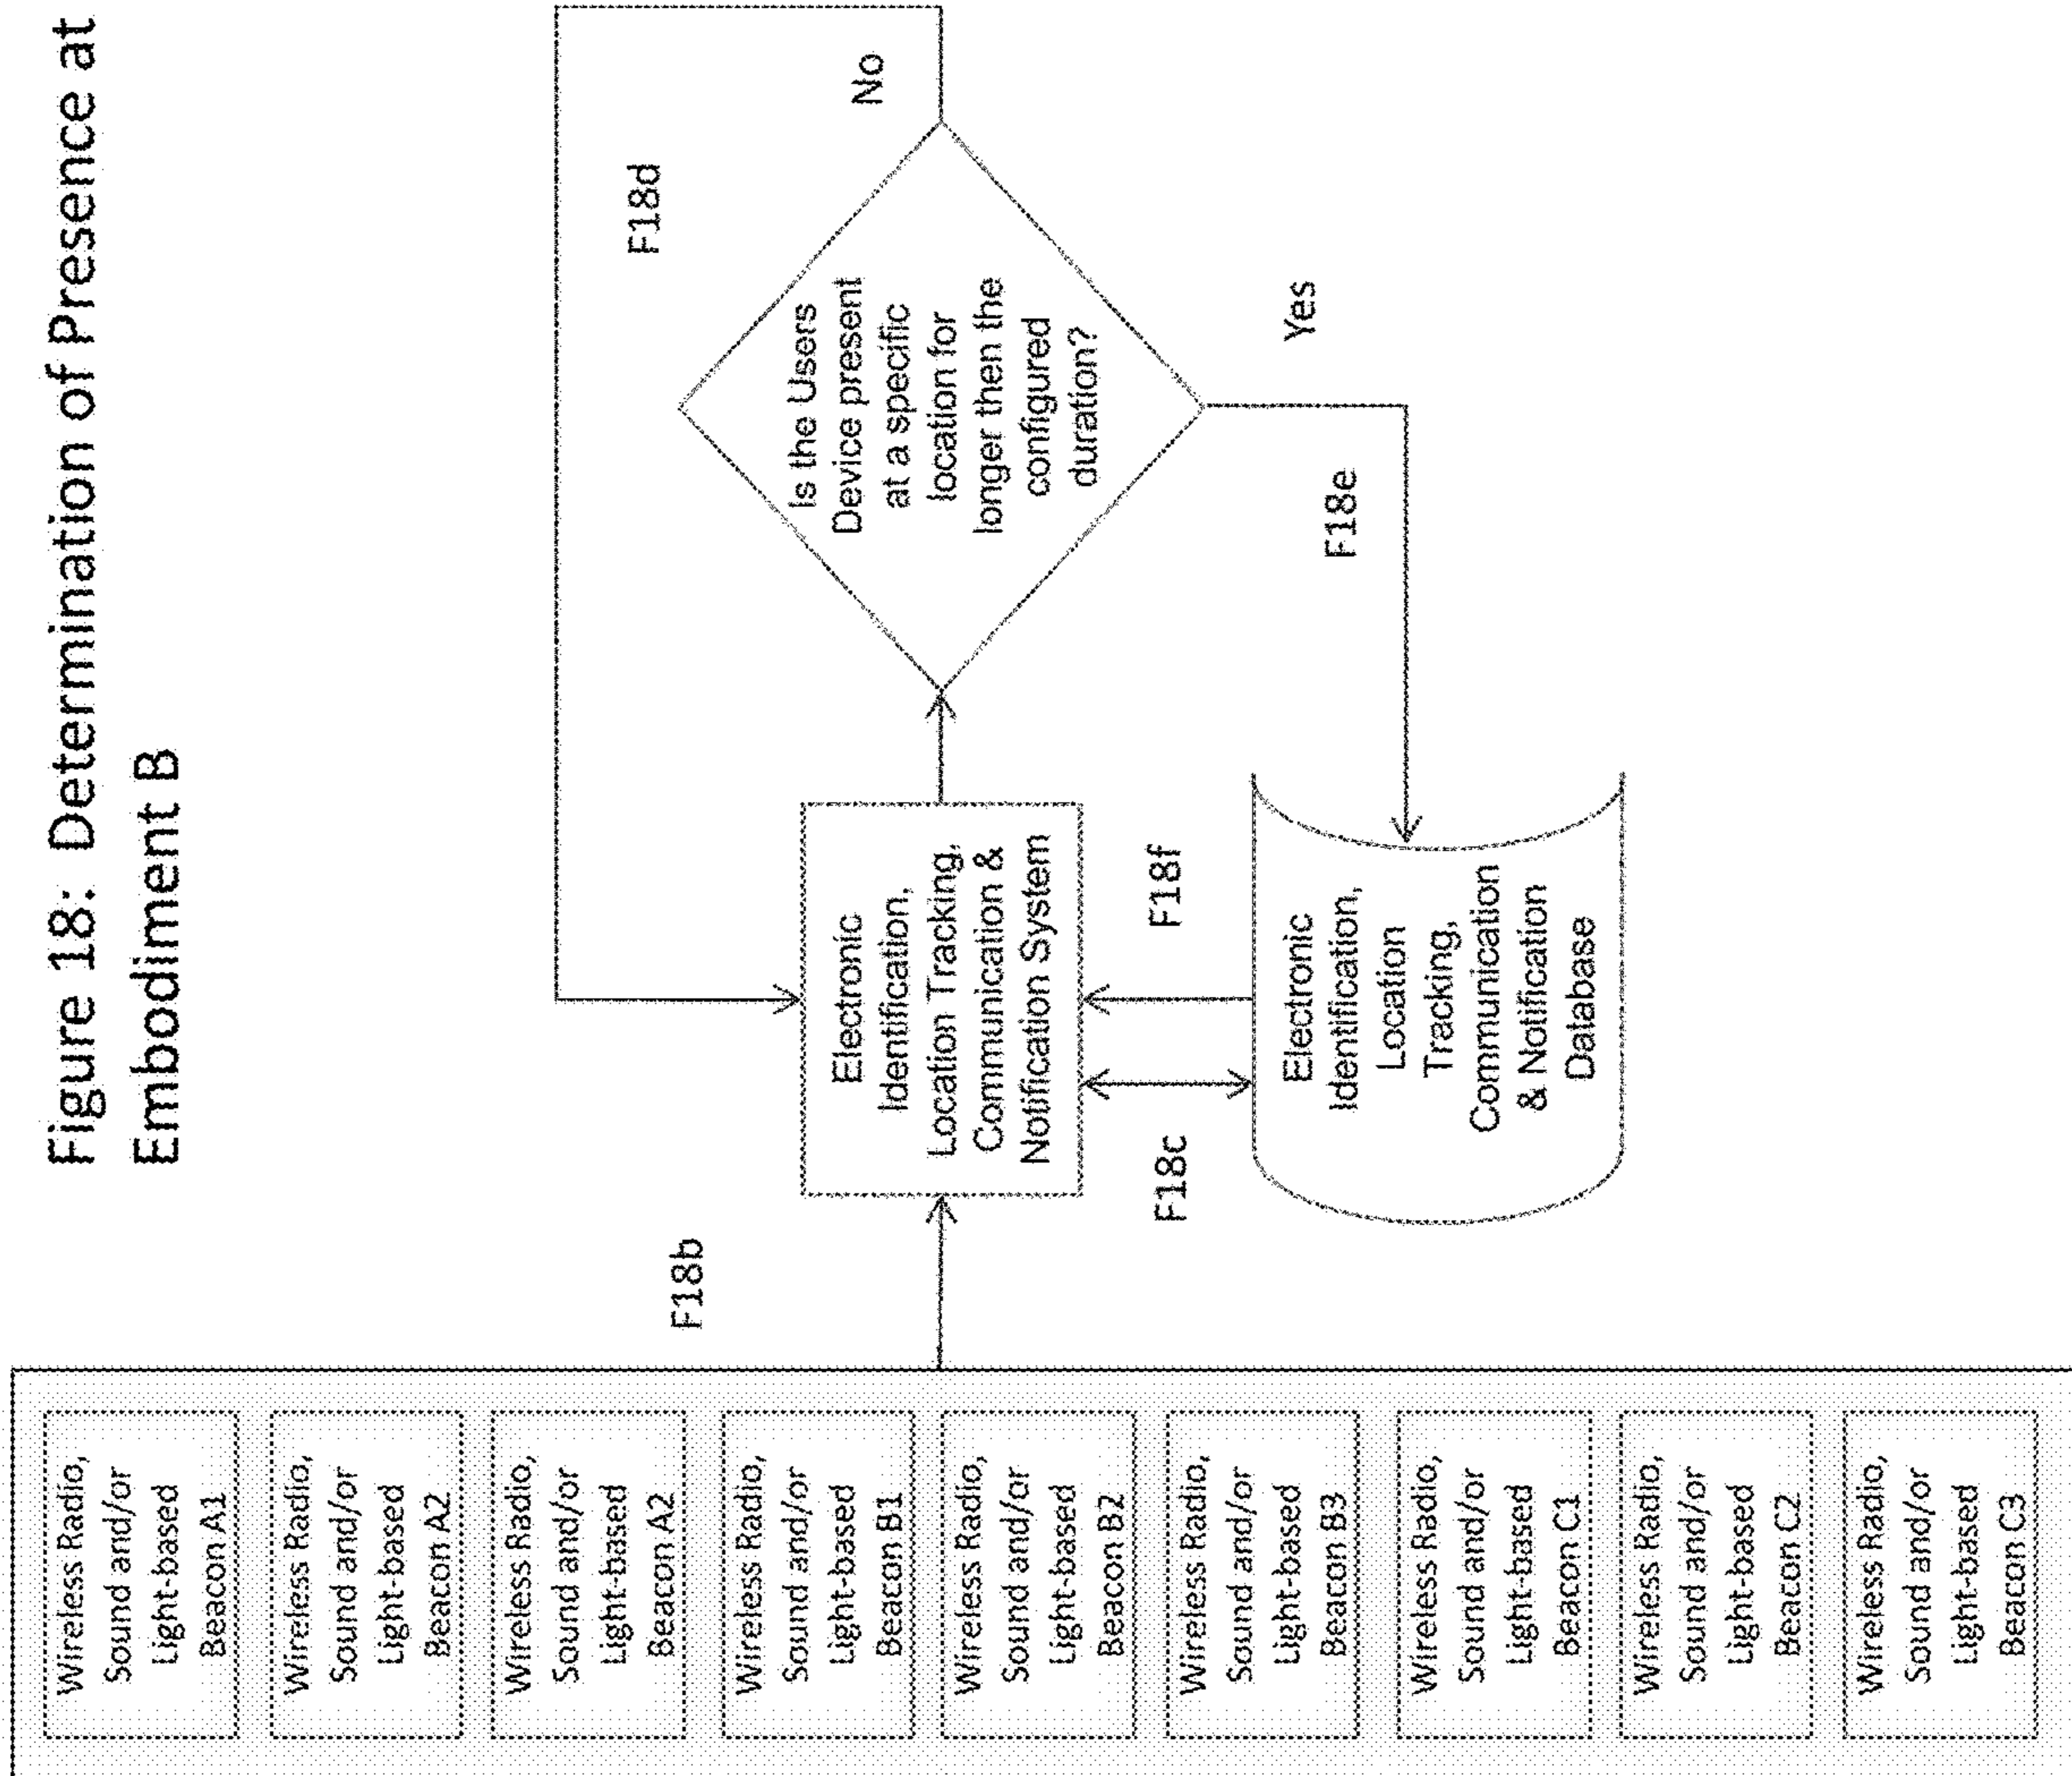 Figure 18: Determination of Presence at
Embodiment B
Wireless Radio,
Sound and/or
Light-based
Beacon A1
Wireless Radio,
Sound and/or
Light-based
Beacon A2
Wireless Radio,
Sound and/or
Light-based
Beacon A2
Wireless Radio,
Sound and/or
Light-based
Beacon B1
Wireless Radio,
Sound and/or
Light-based
Beacon B2
Wireless Radio,
Sound and/or
Light-based
Beacon B3
Wireless Radio,
Sound and/or
Light-based
Beacon C1
Wireless Radio,
Sound and/or
Light-based
Beacon C2
Wireless Radio,
Sound and/or
Light-based
Beacon C3
F18b
Electronic
Identification,
Location Tracking,
Communication &
Notification System
F18c
F18f
Electronic
Identification,
Location
Tracking,
Communication
& Notification
Database
F18d
No
Is the Users
Device present
at a specific
location for
longer then the
configured
duration?
Yes
F18e